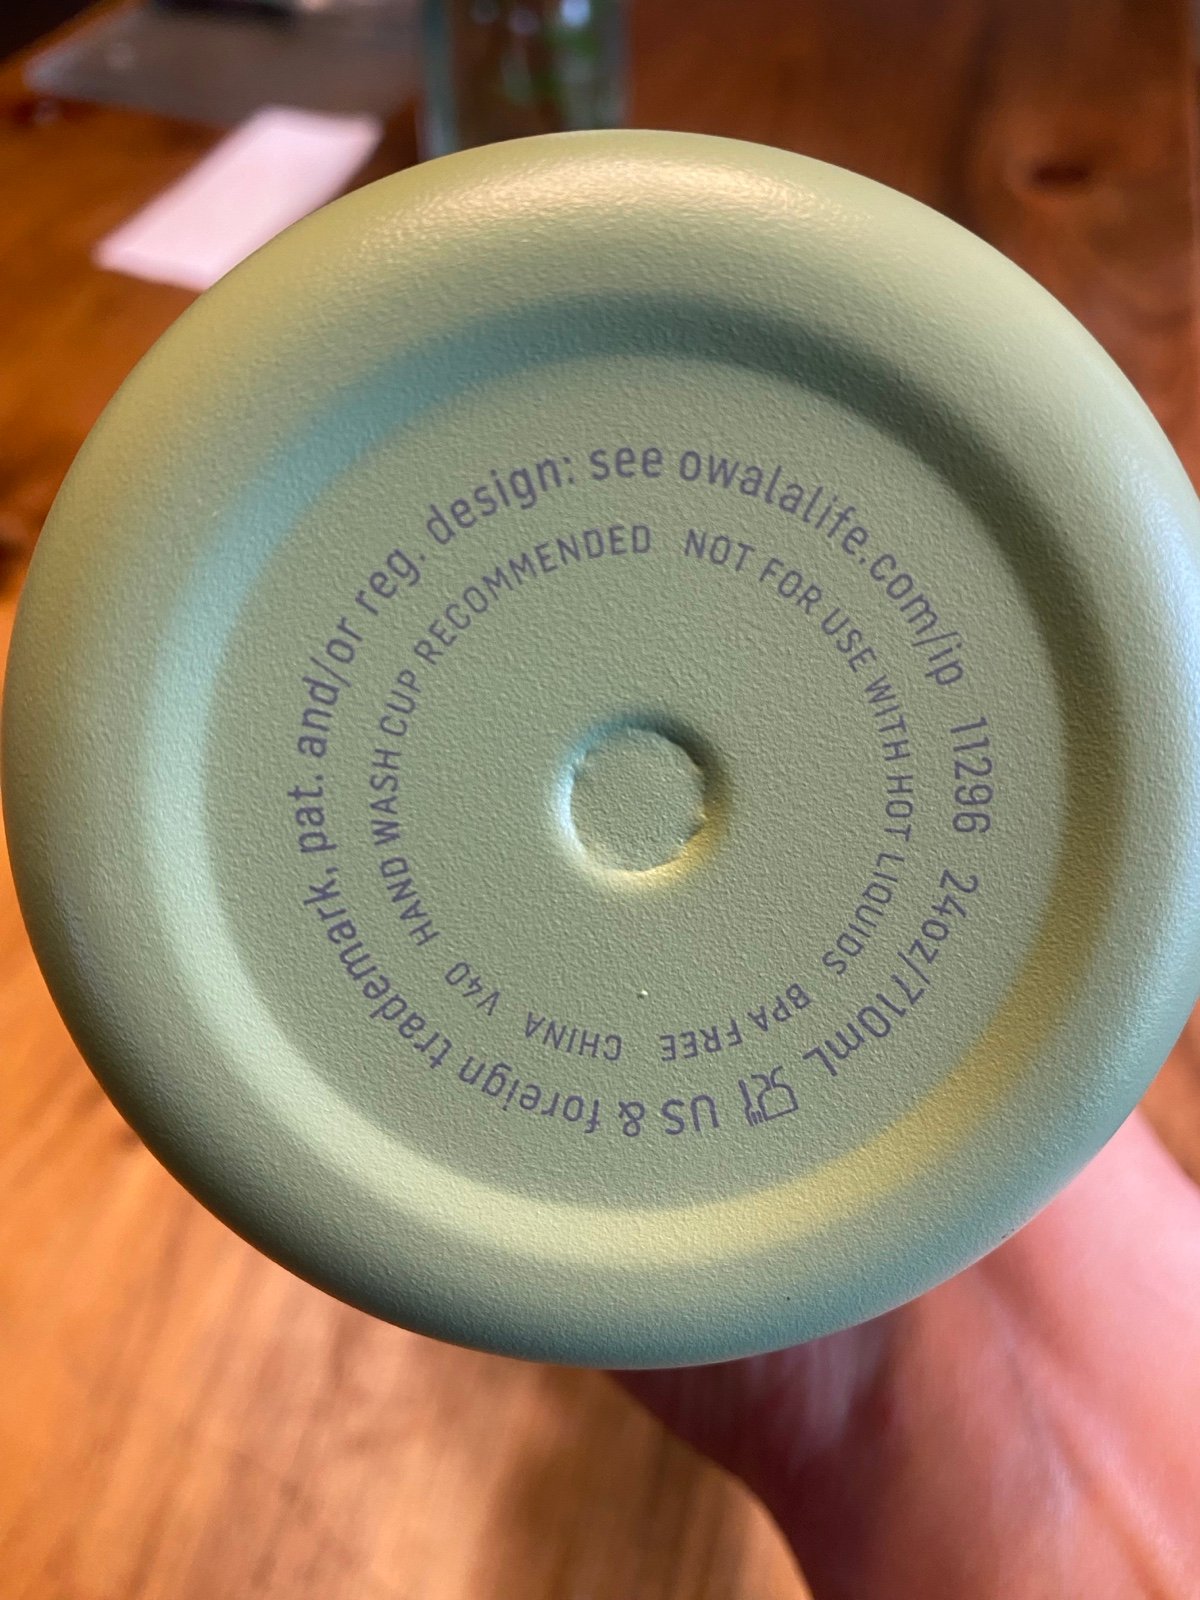 US & foreign trademark, pat. and/or reg. design: see owalalife.com/ip 11296 24oz/710mL
HAND WASH CUP RECOMMENDED NOT FOR USE WITH HOT LIQUIDS BPA FREE CHINA V40